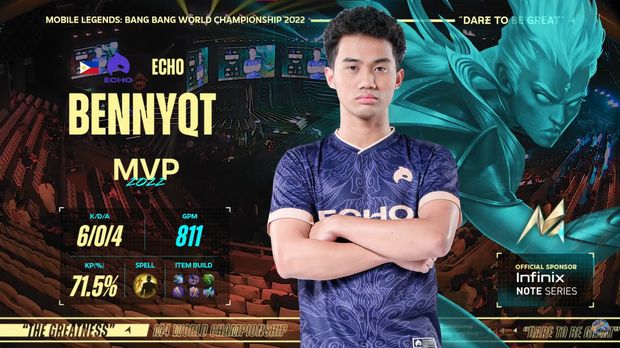 MOBILE LEGENDS: BANG BANG WORLD CHAMPIONSHIP 2022
"DARΞ TO BE GREAT"
ECHO
ECHO
BENNYQT
MVP
2022
K/D/A
GPM
6/0/4
811
KP(%)
SPELL
ITEM BUILD
71.5%
ECHO
OFFICIAL SPONSOR
Infinix
NOTE SERIES
"THE GREATNESS"
M4 WORLD CHAMPIONSHIP
"DARE TO BE GREAT"